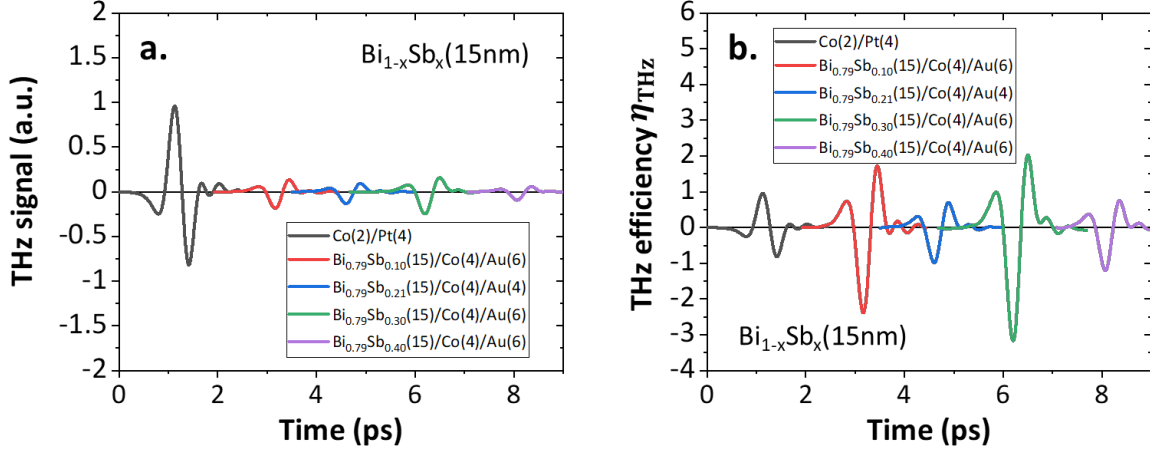 a.
Bi1-xSbx(15nm)
THz signal (a.u.)
2
1.5
1
0.5
0
-0.5
-1
-1.5
-2
Co(2)/Pt(4)
Bi0.79Sb0.10(15)/Co(4)/Au(6)
Bi0.79Sb0.21(15)/Co(4)/Au(4)
Bi0.79Sb0.30(15)/Co(4)/Au(6)
Bi0.79Sb0.40(15)/Co(4)/Au(6)
0 2 4 6 8
Time (ps)
b.
THz efficiency ηTHz
6
5
4
3
2
1
0
-1
-2
-3
-4
Co(2)/Pt(4)
Bi0.79Sb0.10(15)/Co(4)/Au(6)
Bi0.79Sb0.21(15)/Co(4)/Au(4)
Bi0.79Sb0.30(15)/Co(4)/Au(6)
Bi0.79Sb0.40(15)/Co(4)/Au(6)
Bi1-xSbx(15nm)
0 2 4 6 8
Time (ps)